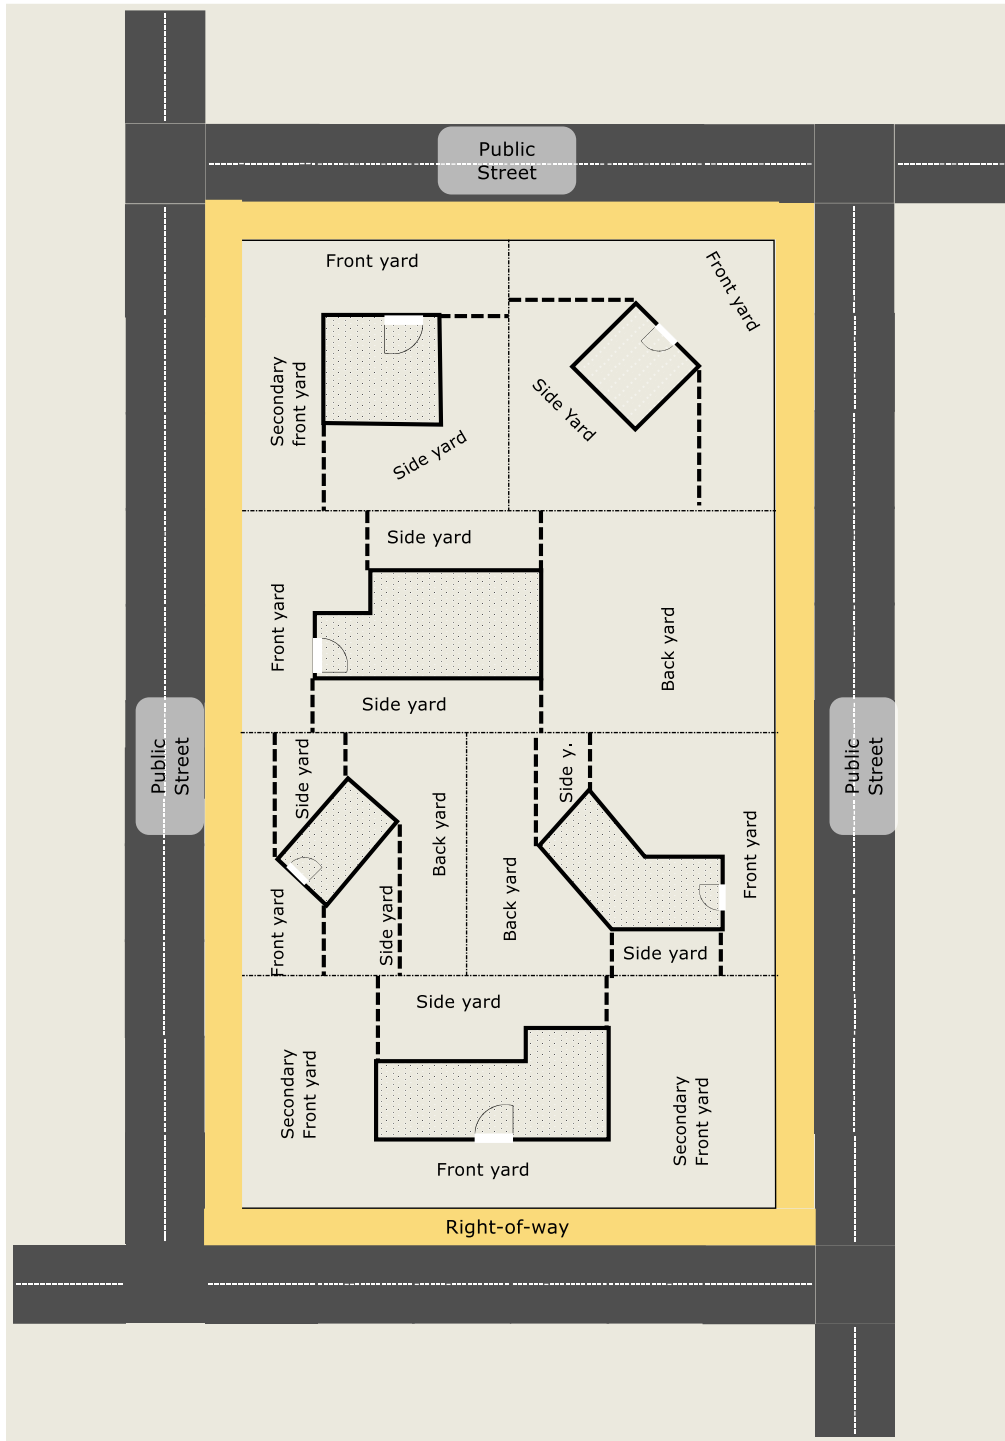 Public
Street
Front yard
Front yard
Secondary
front yard
Side Yard
Side yard
Side yard
Front yard
Back yard
Side yard
Public
Street
Public
Street
Side yard
Side y.
Back yard
Front yard
Back yard
Front yard
Side yard
Side yard
Side yard
Secondary
Front yard
Secondary
Front yard
Front yard
Right-of-way